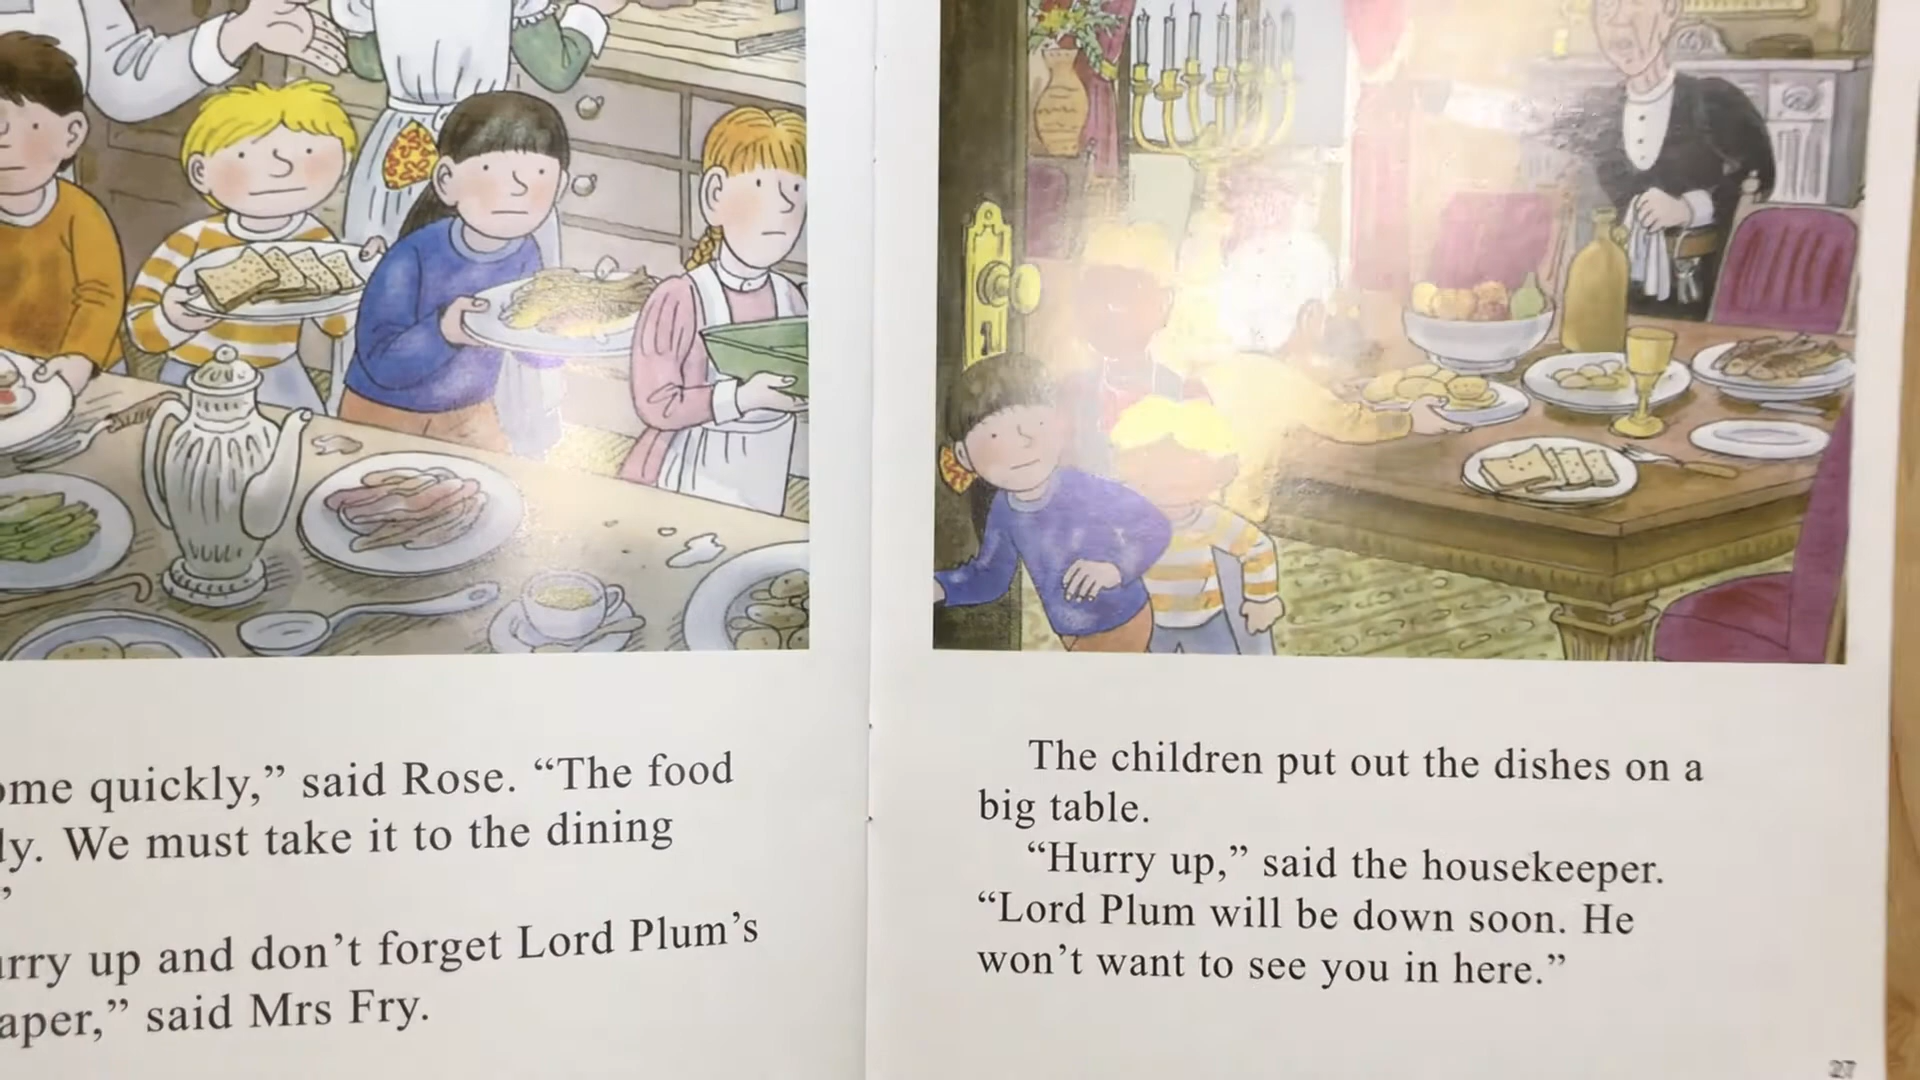 ome quickly,” said Rose. “The food
ly. We must take it to the dining
”
urry up and don’t forget Lord Plum’s
aper,” said Mrs Fry.
The children put out the dishes on a
big table.
“Hurry up,” said the housekeeper.
“Lord Plum will be down soon. He
won’t want to see you in here.”
27